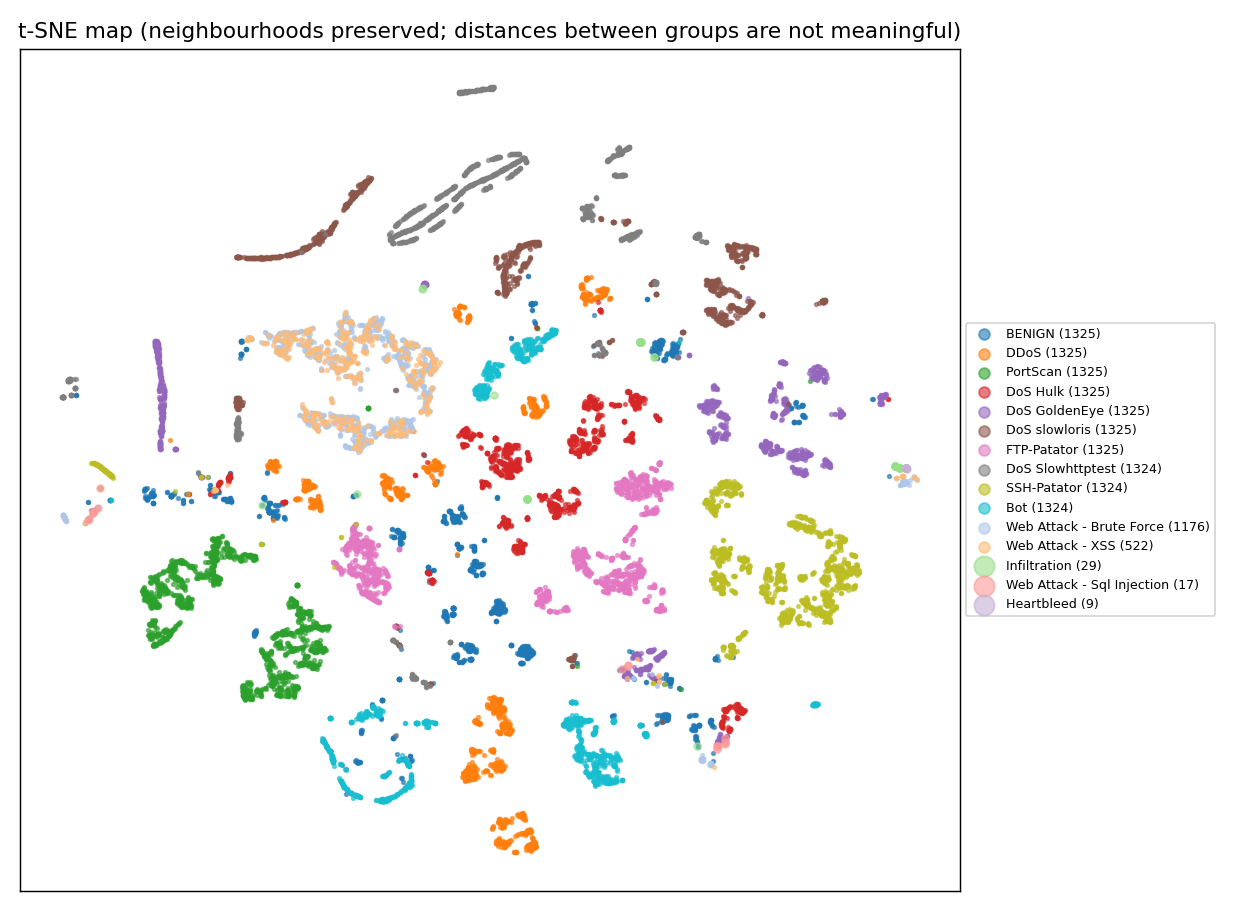 t-SNE map (neighbourhoods preserved; distances between groups are not meaningful)
BENIGN (1325)
DDoS (1325)
PortScan (1325)
DoS Hulk (1325)
DoS GoldenEye (1325)
DoS slowloris (1325)
FTP-Patator (1325)
DoS Slowhttptest (1324)
SSH-Patator (1324)
Bot (1324)
Web Attack - Brute Force (1176)
Web Attack - XSS (522)
Infiltration (29)
Web Attack - Sql Injection (17)
Heartbleed (9)